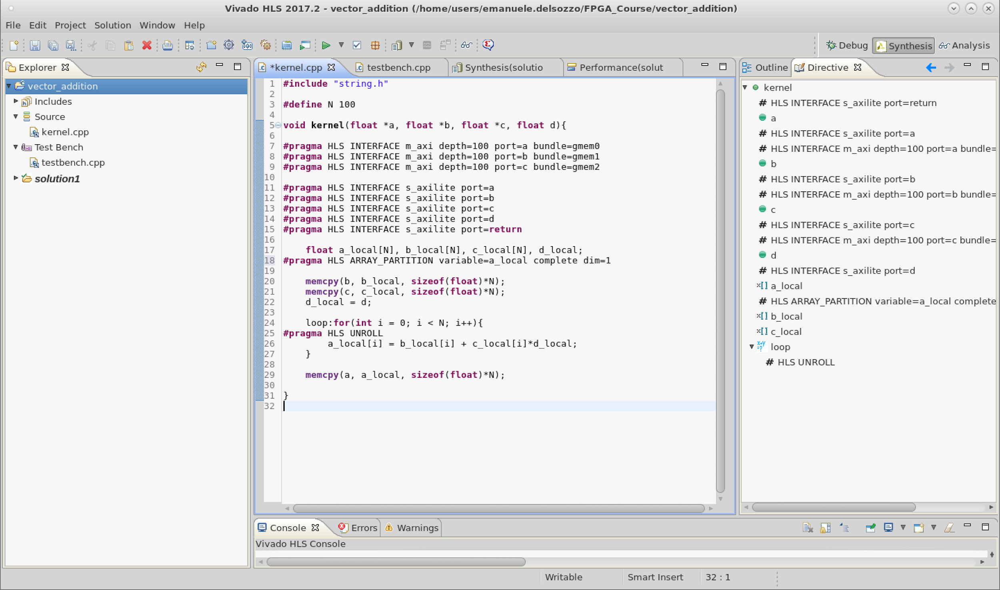 Vivado HLS 2017.2 - vector_addition (/home/users/emanuele.delsozzo/FPGA_Course/vector_addition)
File Edit Project Solution Window Help
Debug Synthesis Analysis
Explorer
vector_addition
Includes
Source
kernel.cpp
Test Bench
testbench.cpp
solution1
*kernel.cpp testbench.cpp Synthesis(solutio Performance(solut
1 #include "string.h"
2
3 #define N 100
4
5 void kernel(float *a, float *b, float *c, float d){
6
7 #pragma HLS INTERFACE m_axi depth=100 port=a bundle=gmem0
8 #pragma HLS INTERFACE m_axi depth=100 port=b bundle=gmem1
9 #pragma HLS INTERFACE m_axi depth=100 port=c bundle=gmem2
10
11 #pragma HLS INTERFACE s_axilite port=a
12 #pragma HLS INTERFACE s_axilite port=b
13 #pragma HLS INTERFACE s_axilite port=c
14 #pragma HLS INTERFACE s_axilite port=d
15 #pragma HLS INTERFACE s_axilite port=return
16
17     float a_local[N], b_local[N], c_local[N], d_local;
18 #pragma HLS ARRAY_PARTITION variable=a_local complete dim=1
19
20     memcpy(b, b_local, sizeof(float)*N);
21     memcpy(c, c_local, sizeof(float)*N);
22     d_local = d;
23
24     loop:for(int i = 0; i < N; i++){
25 #pragma HLS UNROLL
26         a_local[i] = b_local[i] + c_local[i]*d_local;
27     }
28
29     memcpy(a, a_local, sizeof(float)*N);
30
31 }
32
Outline Directive
kernel
# HLS INTERFACE s_axilite port=return
a
# HLS INTERFACE s_axilite port=a
# HLS INTERFACE m_axi depth=100 port=a bundle=
b
# HLS INTERFACE s_axilite port=b
# HLS INTERFACE m_axi depth=100 port=b bundle=
c
# HLS INTERFACE s_axilite port=c
# HLS INTERFACE m_axi depth=100 port=c bundle=
d
# HLS INTERFACE s_axilite port=d
x[] a_local
# HLS ARRAY_PARTITION variable=a_local complete
x[] b_local
x[] c_local
loop
# HLS UNROLL
Console Errors Warnings
Vivado HLS Console
Writable Smart Insert 32 : 1